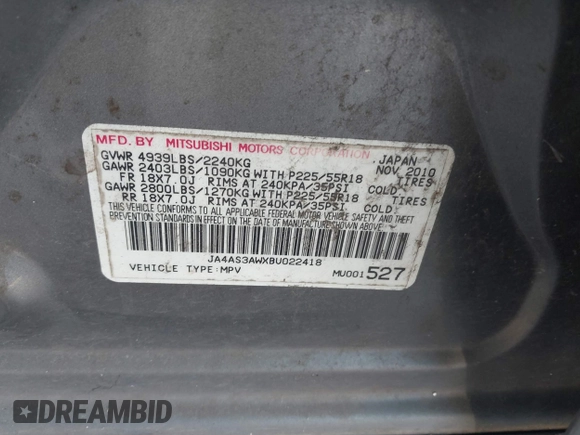 MFD. BY MITSUBISHI MOTORS CORPORATION
GVWR 4939LBS/2240KG JAPAN NOV 2010
GAWR 2403LBS/1090KG WITH P225/55R18 TIRES
FR 18X7.0J RIMS AT 240KPA/35PSI COLD
GAWR 2800LBS/1270KG WITH P225/55R18 TIRES
RR 18X7.0J RIMS AT 240KPA/35PSI COLD.
THIS VEHICLE CONFORMS TO ALL APPLICABLE FEDERAL MOTOR VEHICLE SAFETY AND THEFT
PREVENTION STANDARDS IN EFFECT ON THE DATE OF MANUFACTURE SHOWN ABOVE.
JA4AS3AWXBU022418
VEHICLE TYPE:MPV MU001527
DREAMBID